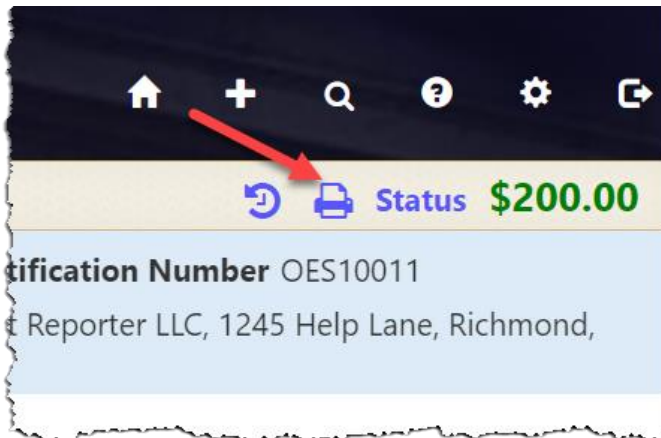 Status $200.00
tification Number OES10011
t Reporter LLC, 1245 Help Lane, Richmond,